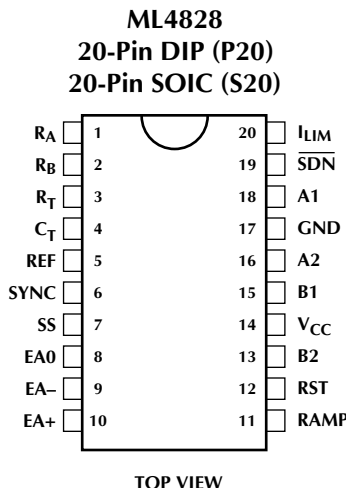 ML4828
20-Pin DIP (P20)
20-Pin SOIC (S20)
RA 1 20 ILIM
RB 2 19 SDN
RT 3 18 A1
CT 4 17 GND
REF 5 16 A2
SYNC 6 15 B1
SS 7 14 VCC
EA0 8 13 B2
EA– 9 12 RST
EA+ 10 11 RAMP
TOP VIEW